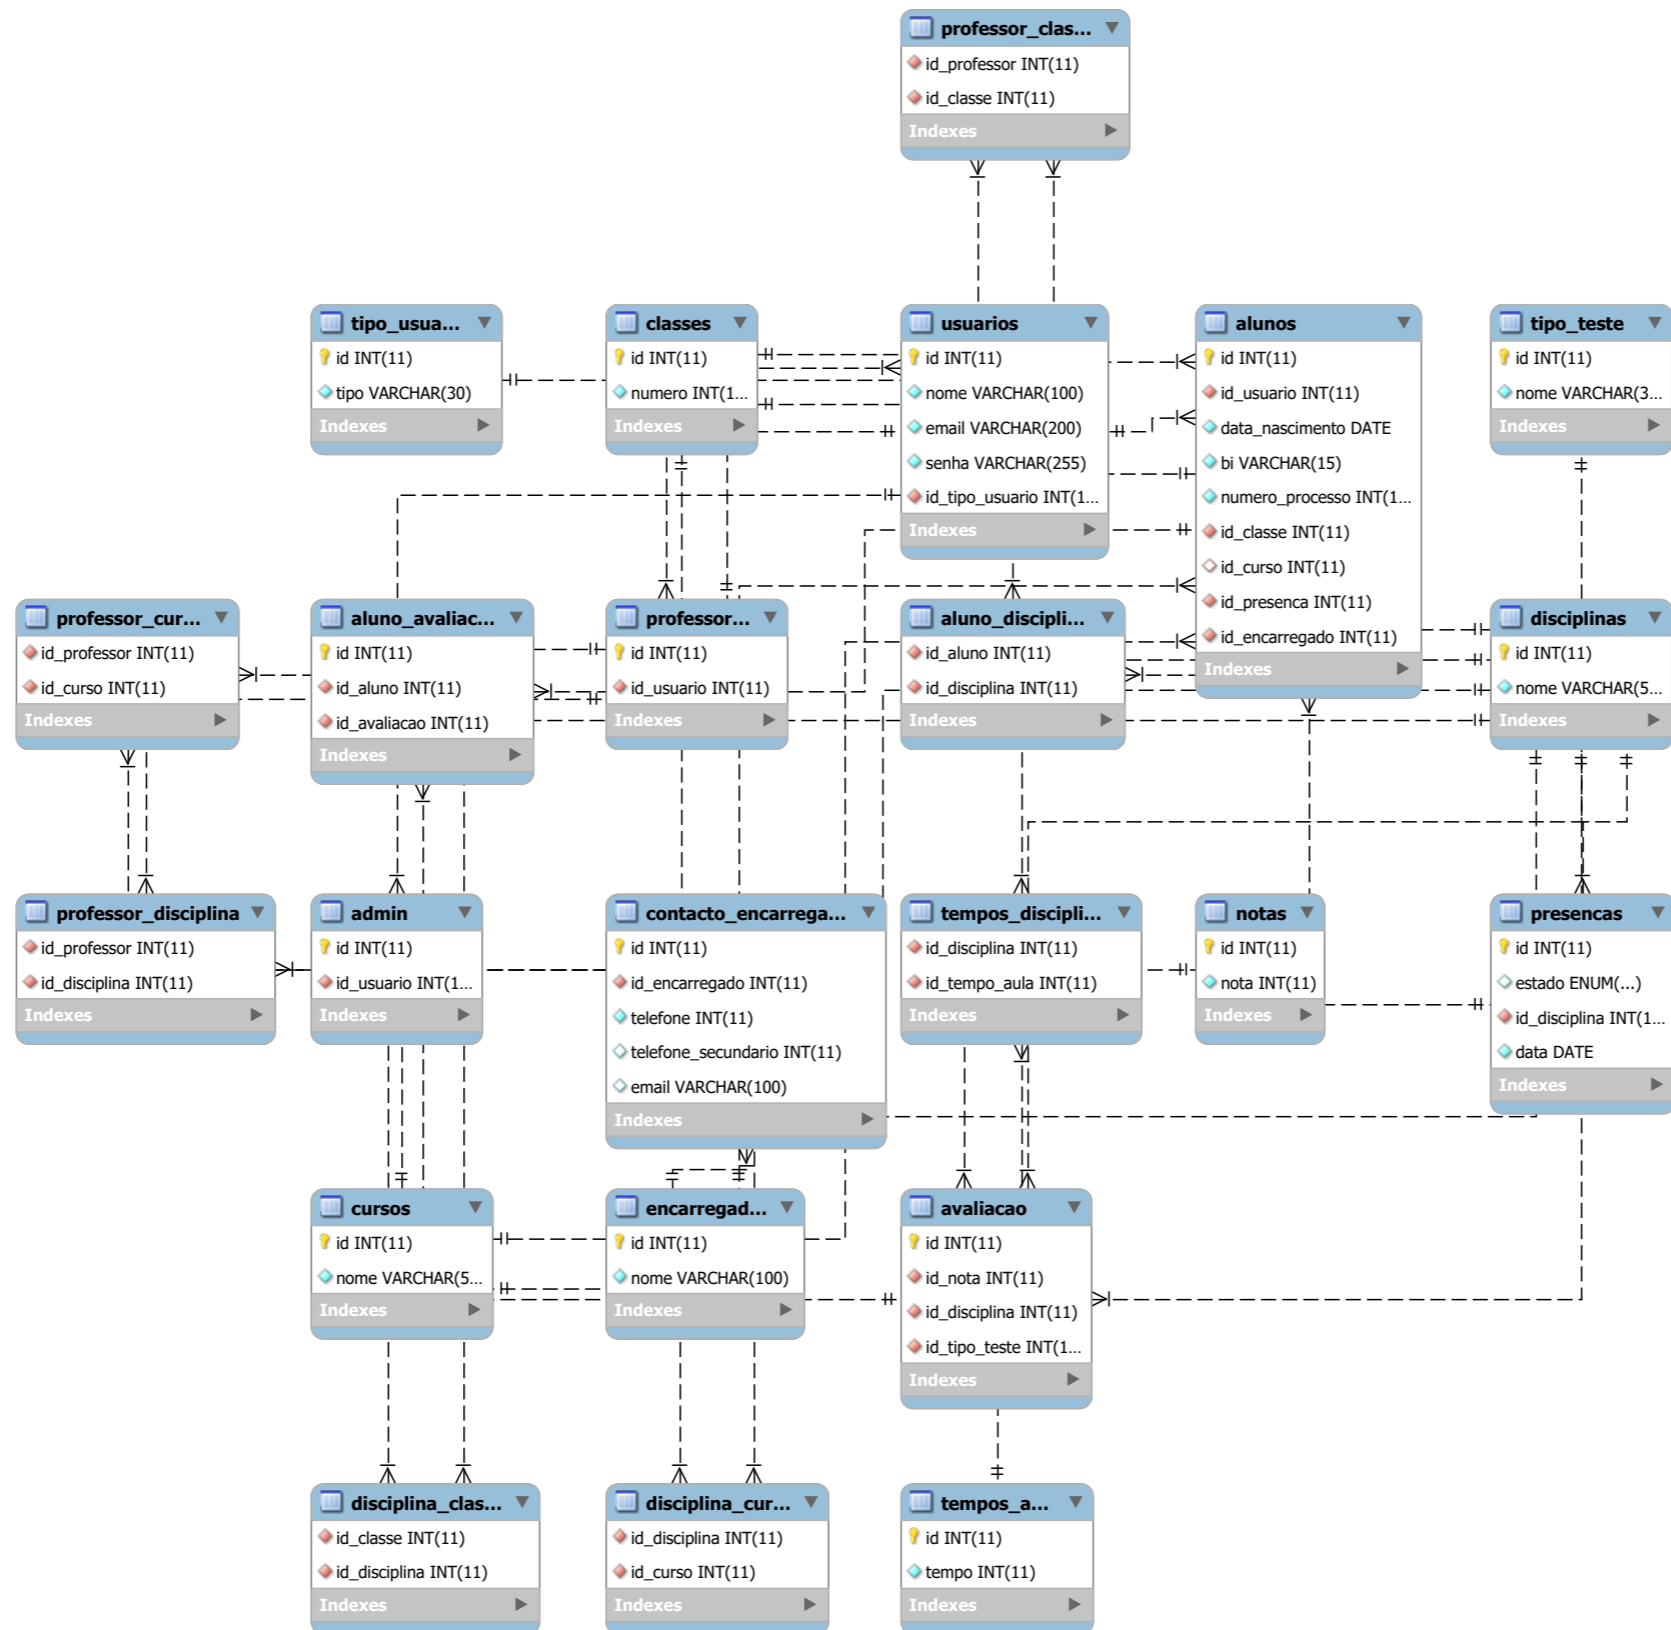 professor_clas...
id_professor INT(11)
id_classe INT(11)
Indexes
tipo_usua...
id INT(11)
tipo VARCHAR(30)
Indexes
classes
id INT(11)
numero INT(1...
Indexes
usuarios
id INT(11)
nome VARCHAR(100)
email VARCHAR(200)
senha VARCHAR(255)
id_tipo_usuario INT(1...
Indexes
alunos
id INT(11)
id_usuario INT(11)
data_nascimento DATE
bi VARCHAR(15)
numero_processo INT(1...
id_classe INT(11)
id_curso INT(11)
id_presenca INT(11)
id_encarregado INT(11)
Indexes
tipo_teste
id INT(11)
nome VARCHAR(3...
Indexes
professor_cur...
id_professor INT(11)
id_curso INT(11)
Indexes
aluno_avaliac...
id INT(11)
id_aluno INT(11)
id_avaliacao INT(11)
Indexes
professor...
id INT(11)
id_usuario INT(11)
Indexes
aluno_discipli...
id_aluno INT(11)
id_disciplina INT(11)
Indexes
disciplinas
id INT(11)
nome VARCHAR(5...
Indexes
professor_disciplina
id_professor INT(11)
id_disciplina INT(11)
Indexes
admin
id INT(11)
id_usuario INT(1...
Indexes
contacto_encarrega...
id INT(11)
id_encarregado INT(11)
telefone INT(11)
telefone_secundario INT(11)
email VARCHAR(100)
Indexes
tempos_discipli...
id_disciplina INT(11)
id_tempo_aula INT(11)
Indexes
notas
id INT(11)
nota INT(11)
Indexes
presencas
id INT(11)
estado ENUM(...)
id_disciplina INT(1...
data DATE
Indexes
cursos
id INT(11)
nome VARCHAR(5...
Indexes
encarregad...
id INT(11)
nome VARCHAR(100)
Indexes
avaliacao
id INT(11)
id_nota INT(11)
id_disciplina INT(11)
id_tipo_teste INT(1...
Indexes
disciplina_clas...
id_classe INT(11)
id_disciplina INT(11)
Indexes
disciplina_cur...
id_disciplina INT(11)
id_curso INT(11)
Indexes
tempos_a...
id INT(11)
tempo INT(11)
Indexes